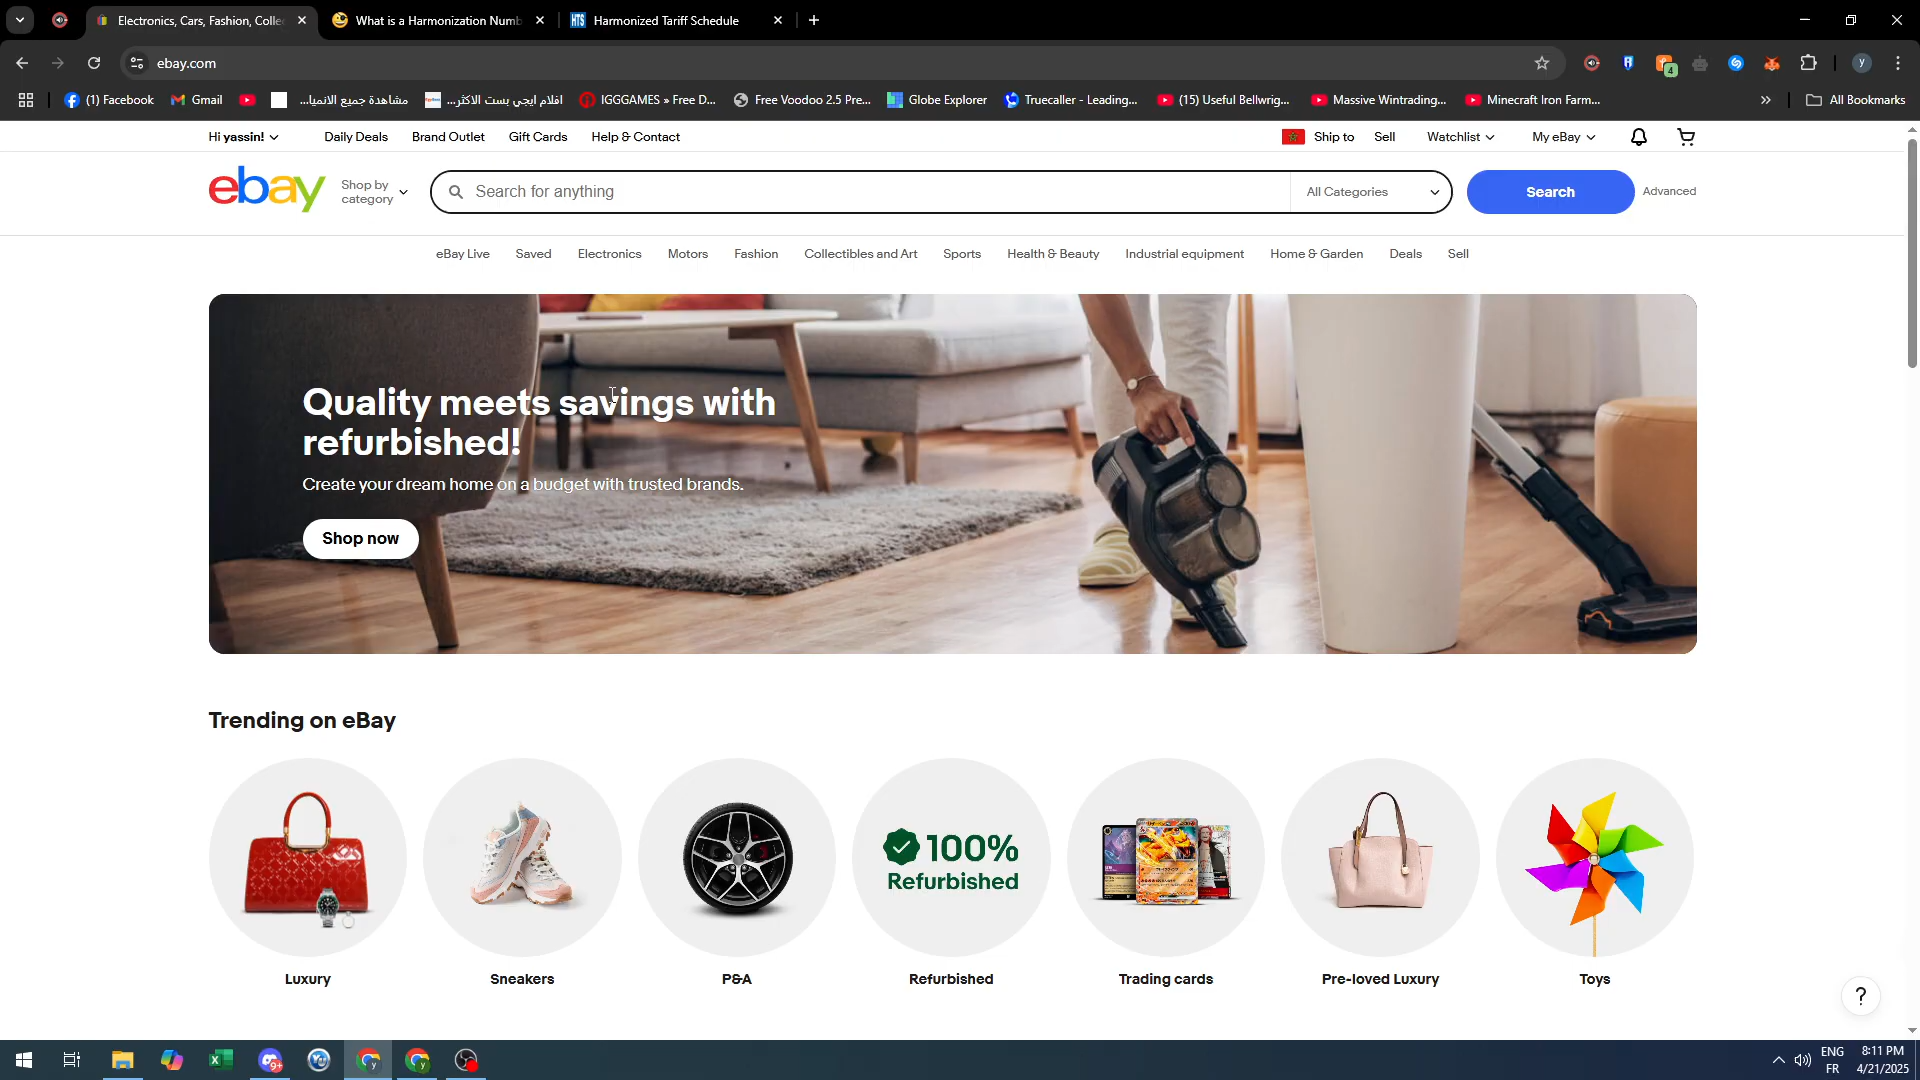 Electronics, Cars, Fashion, Colle
What is a Harmonization Numb
HTS
Harmonized Tariff Schedule
ebay.com
4
y
(1) Facebook
Gmail
مشاهدة جميع الانميا...
افلام ايجي بست الاكثر...
IGGGAMES » Free D...
Free Voodoo 2.5 Pre...
Globe Explorer
Truecaller - Leading...
(15) Useful Bellwrig...
Massive Wintrading...
Minecraft Iron Farm...
All Bookmarks
Hi yassin!
Daily Deals
Brand Outlet
Gift Cards
Help & Contact
Ship to
Sell
Watchlist
My eBay
ebay
Shop by
category
Search for anything
All Categories
Search
Advanced
eBay Live
Saved
Electronics
Motors
Fashion
Collectibles and Art
Sports
Health & Beauty
Industrial equipment
Home & Garden
Deals
Sell
Quality meets savings with
refurbished!
Create your dream home on a budget with trusted brands.
Shop now
Trending on eBay
100%
Refurbished
Luxury
Sneakers
P&A
Refurbished
Trading cards
Pre-loved Luxury
Toys
?
9+
ENG
FR
8:11 PM
4/21/2025